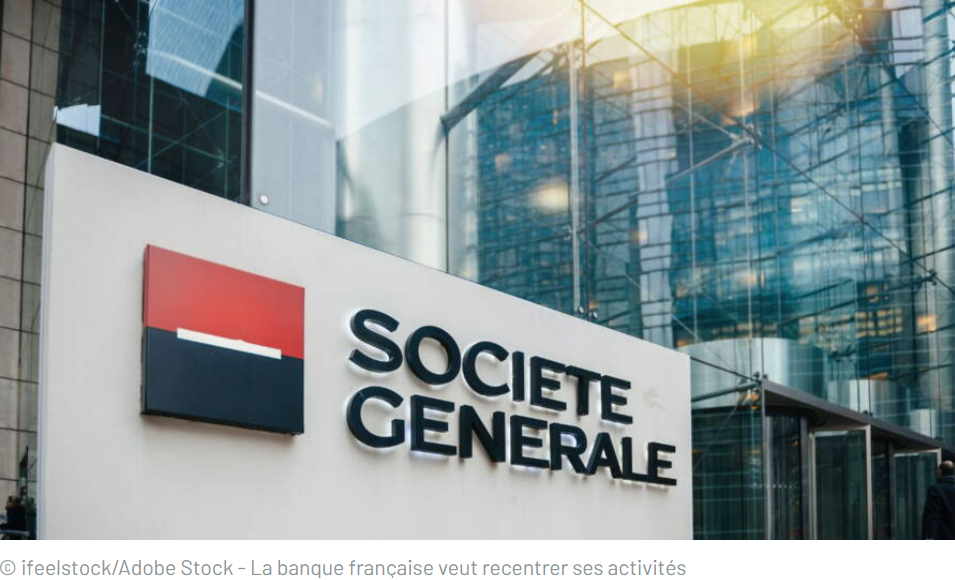 SOCIETE
GENERALE
© ifeelstock/Adobe Stock - La banque française veut recentrer ses activités